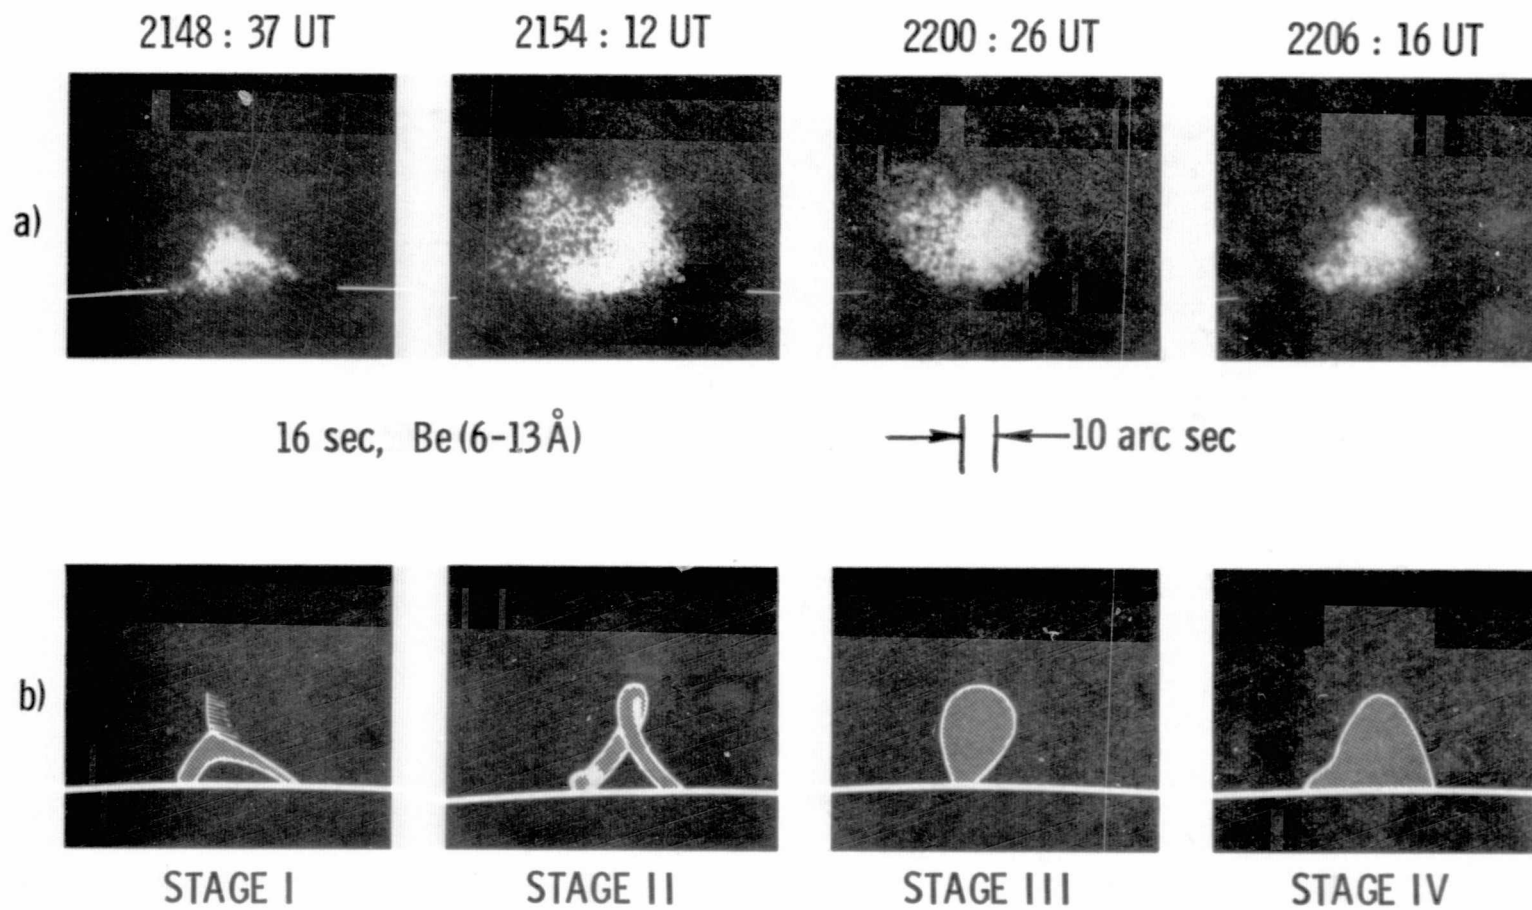 2148 : 37 UT
2154 : 12 UT
2200 : 26 UT
2206 : 16 UT
a)
16 sec, Be (6-13 Å)
10 arc sec
b)
STAGE I
STAGE II
STAGE III
STAGE IV